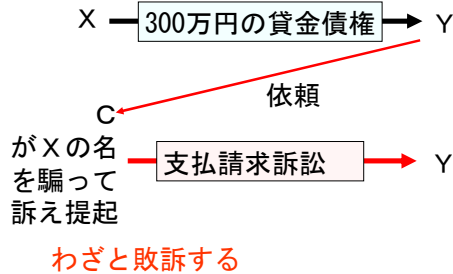 X 300万円の貸金債権 Y
依頼
C
がXの名
を騙って
訴え提起
支払請求訴訟 Y
わざと敗訴する